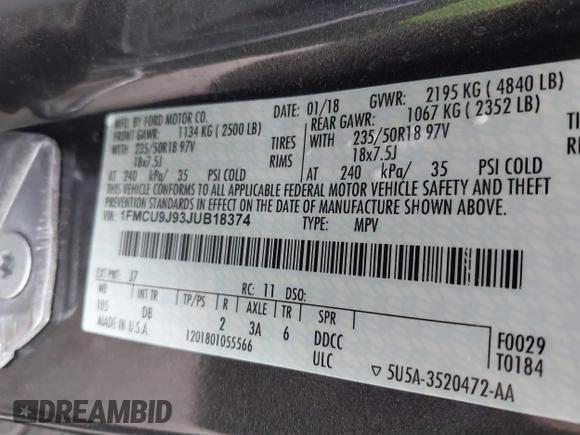 MFD. BY FORD MOTOR CO.
DATE: 01/18 GVWR: 2195 KG ( 4840 LB)
FRONT GAWR: 1134 KG ( 2500 LB) REAR GAWR: 1067 KG ( 2352 LB)
WITH 235/50R18 97V TIRES WITH 235/50R18 97V TIRES
18x7.5J RIMS 18x7.5J RIMS
AT 240 kPa/ 35 PSI COLD AT 240 kPa/ 35 PSI COLD
THIS VEHICLE CONFORMS TO ALL APPLICABLE FEDERAL MOTOR VEHICLE SAFETY AND THEFT
PREVENTION STANDARDS IN EFFECT ON THE DATE OF MANUFACTURE SHOWN ABOVE.
VIN: 1FMCU9J93JUB18374
TYPE: MPV
EXT PNT: J7 RC: 11 DSO:
WB INT TR TP/PS R AXLE TR SPR
105 DB 2 3A 6 DDCC F0029
MADE IN U.S.A. 1201801055566 ULC T0184
5U5A-3520472-AA
DREAMBID